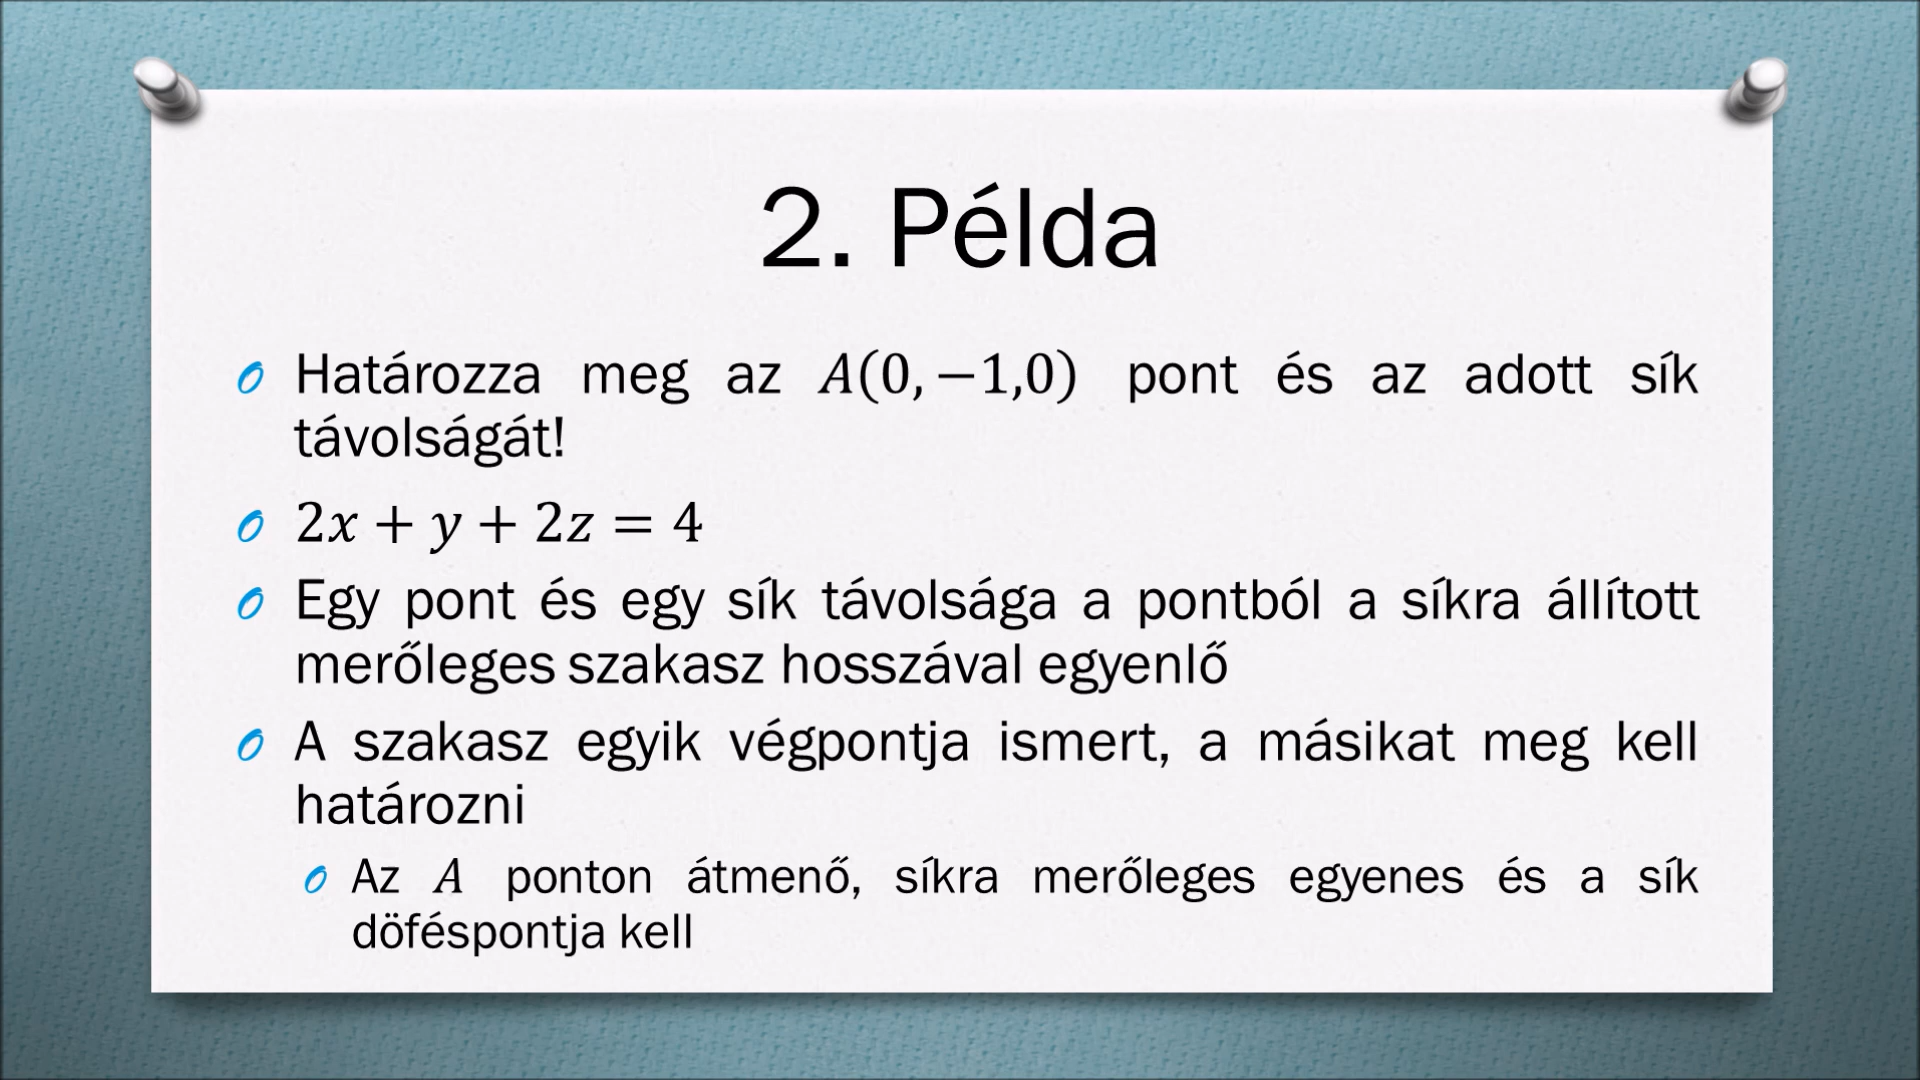 2. Példa
Határozza meg az A(0, −1,0) pont és az adott sík
távolságát!
2x + y + 2z = 4
Egy pont és egy sík távolsága a pontból a síkra állított
merőleges szakasz hosszával egyenlő
A szakasz egyik végpontja ismert, a másikat meg kell
határozni
Az A ponton átmenő, síkra merőleges egyenes és a sík
döféspontja kell